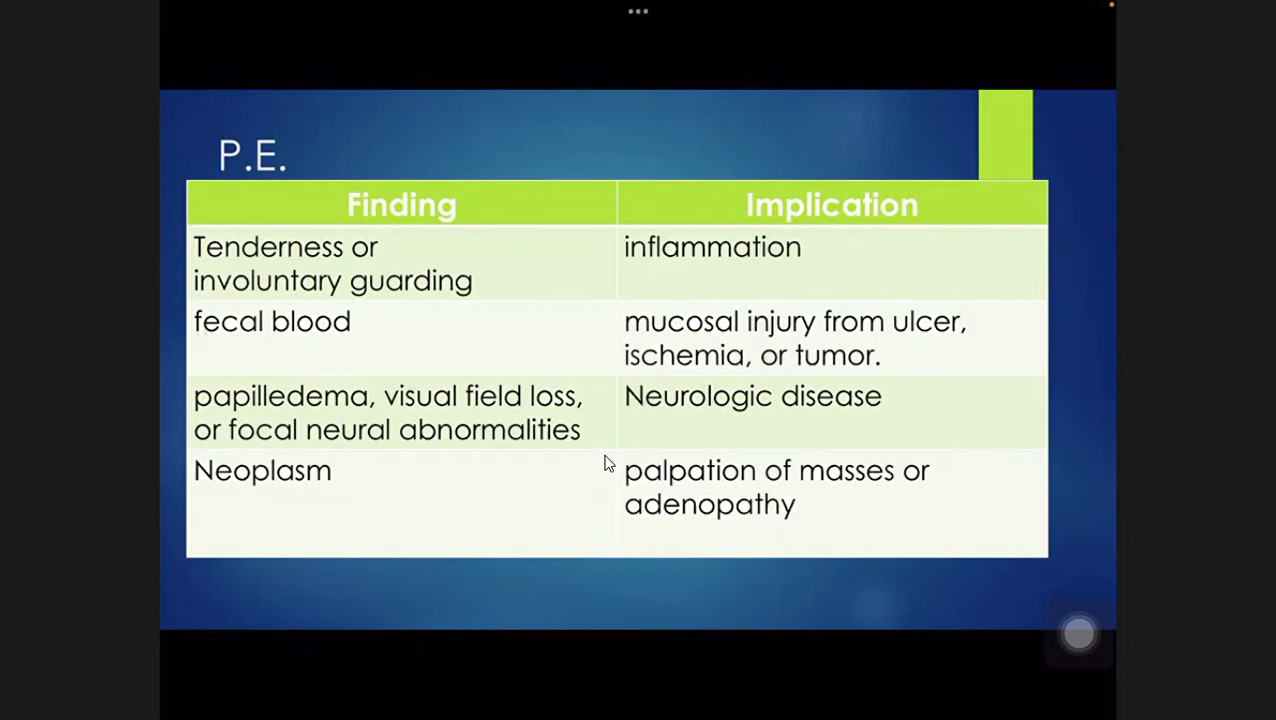 P.E.
Finding
Implication
Tenderness or
involuntary guarding
inflammation
fecal blood
mucosal injury from ulcer,
ischemia, or tumor.
papilledema, visual field loss,
or focal neural abnormalities
Neurologic disease
Neoplasm
palpation of masses or
adenopathy